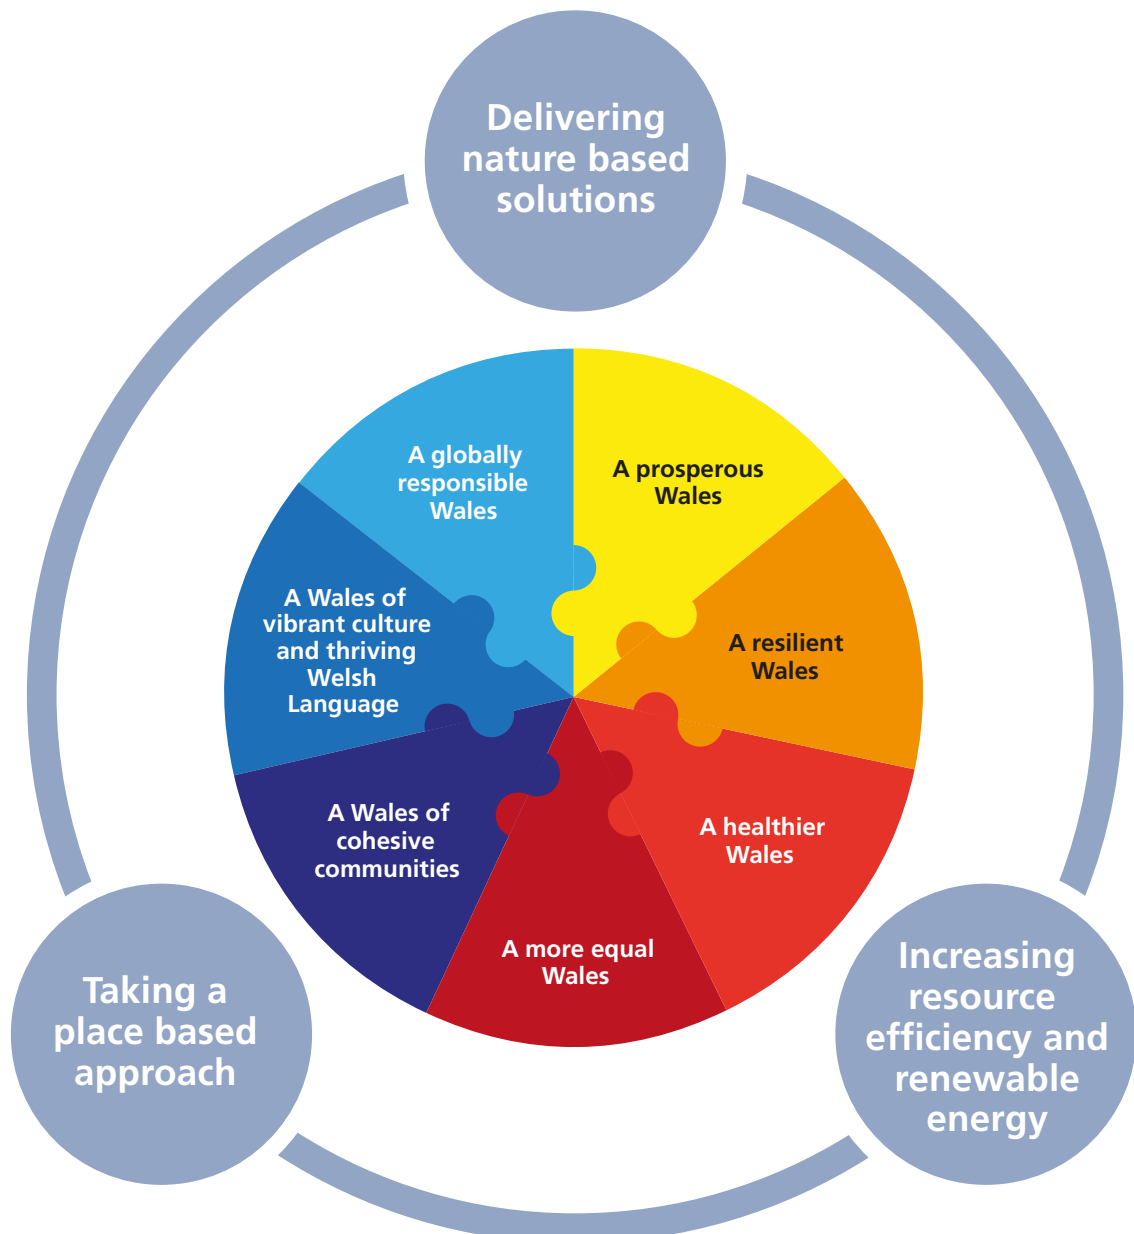 Delivering
nature based
solutions
A globally
responsible
Wales
A prosperous
Wales
A Wales of
vibrant culture
and thriving
Welsh
Language
A resilient
Wales
A Wales of
cohesive
communities
A healthier
Wales
A more equal
Wales
Taking a
place based
approach
Increasing
resource
efficiency and
renewable
energy